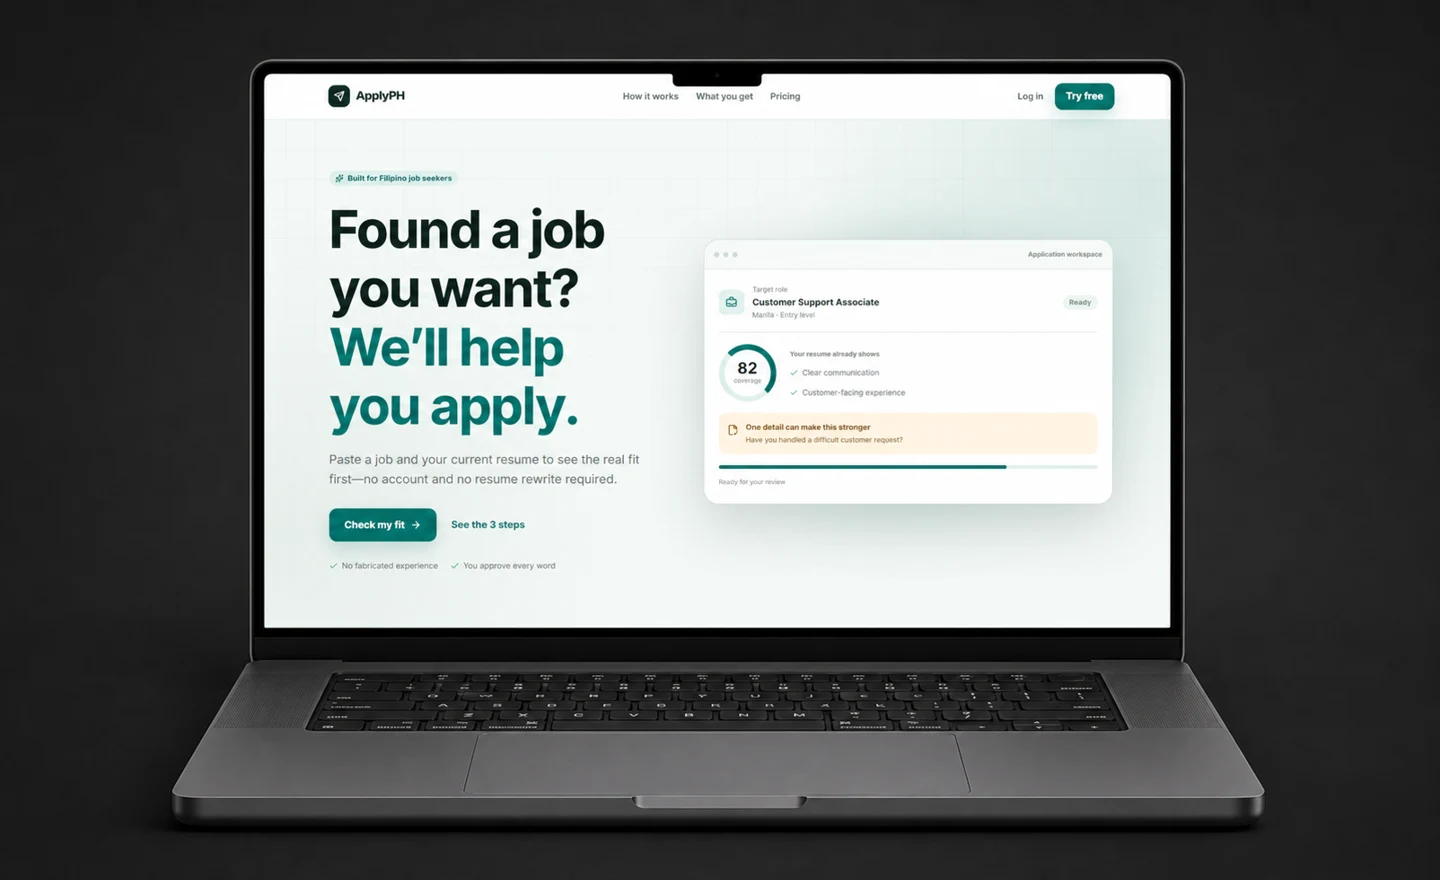 ApplyPH
How it works
What you get
Pricing
Log in
Try free
Built for Filipino job seekers
Found a job
you want?
We’ll help
you apply.
Paste a job and your current resume to see the real fit
first—no account and no resume rewrite required.
Check my fit →
See the 3 steps
✓ No fabricated experience
✓ You approve every word
Application workspace
Target role
Customer Support Associate
Manila · Entry level
Ready
82
coverage
Your resume already shows
✓ Clear communication
✓ Customer-facing experience
One detail can make this stronger
Have you handled a difficult customer request?
Ready for your review
A S D
Z X C V B N M